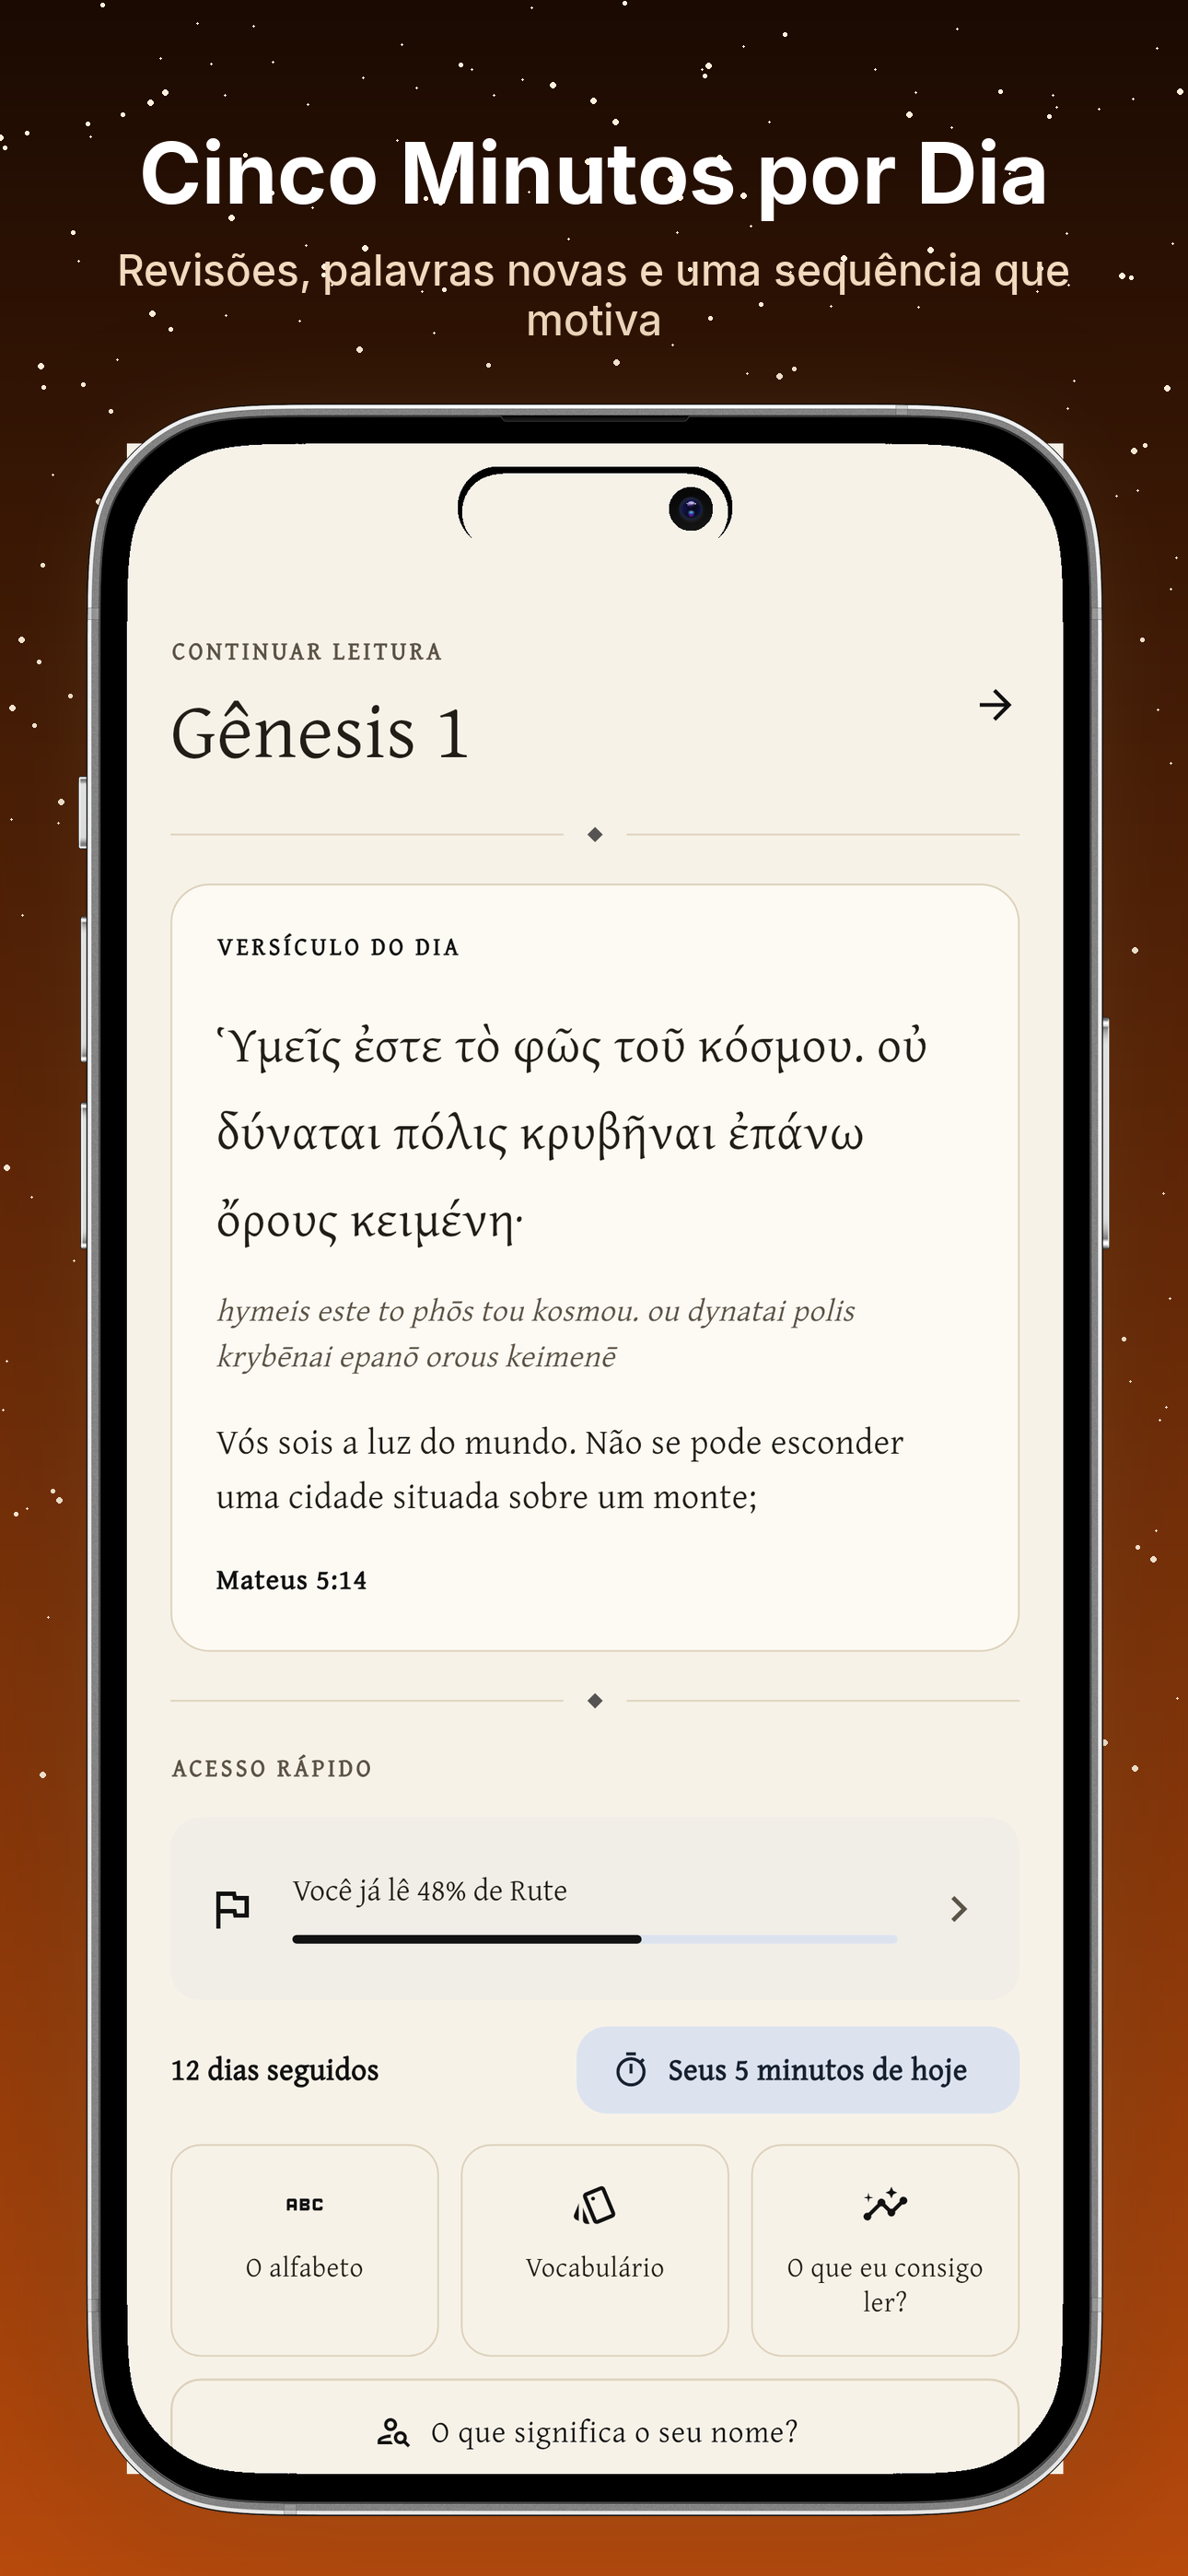 Cinco Minutos por Dia
Revisões, palavras novas e uma sequência que
motiva
CONTINUAR LEITURA
Gênesis 1
VERSÍCULO DO DIA
Ὑμεῖς ἐστε τὸ φῶς τοῦ κόσμου. οὐ
δύναται πόλις κρυβῆναι ἐπάνω
ὄρους κειμένη·
hymeis este to phōs tou kosmou. ou dynatai polis
krybēnai epanō orous keimenē
Vós sois a luz do mundo. Não se pode esconder
uma cidade situada sobre um monte;
Mateus 5:14
ACESSO RÁPIDO
Você já lê 48% de Rute
12 dias seguidos
Seus 5 minutos de hoje
ABC
O alfabeto
Vocabulário
O que eu consigo
ler?
O que significa o seu nome?